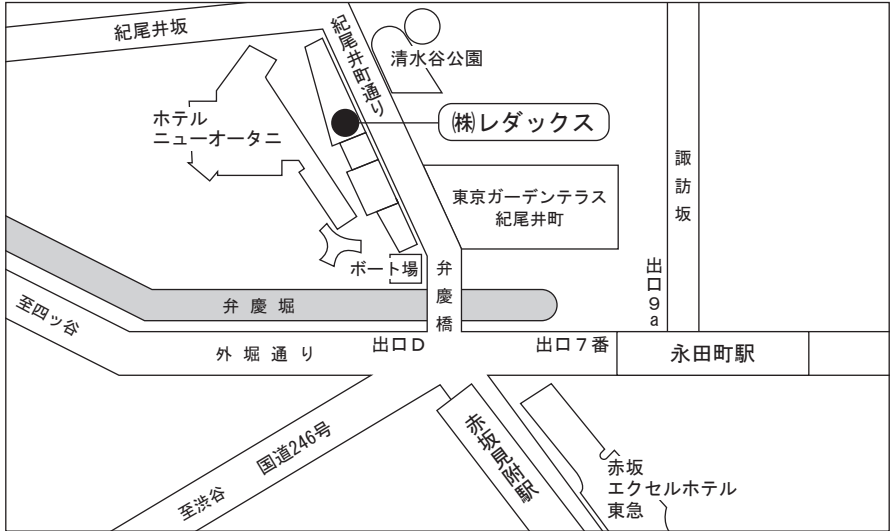 紀尾井坂
紀尾井町通り
清水谷公園
ホテル
ニューオータニ
㈱レダックス
諏訪坂
東京ガーデンテラス
紀尾井町
ボート場
弁慶橋
出口9a
弁慶堀
至四ツ谷
外堀通り
出口D
出口7番
永田町駅
国道246号
至渋谷
赤坂見附駅
赤坂
エクセルホテル
東急